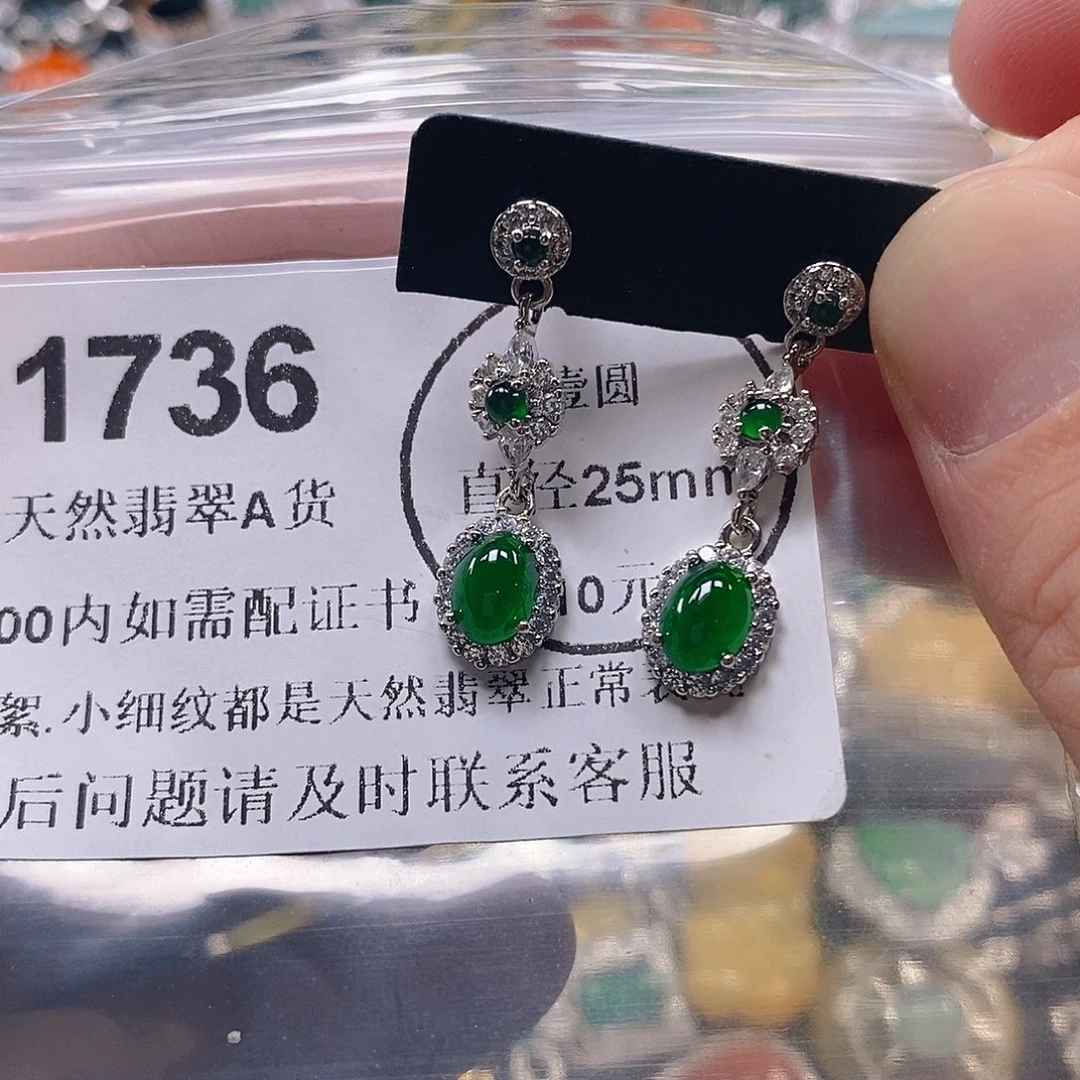 1736
壹圆
直径25mm
天然翡翠A货
00内如需配证书 10元
絮.小细纹都是天然翡翠正常
后问题请及时联系客服